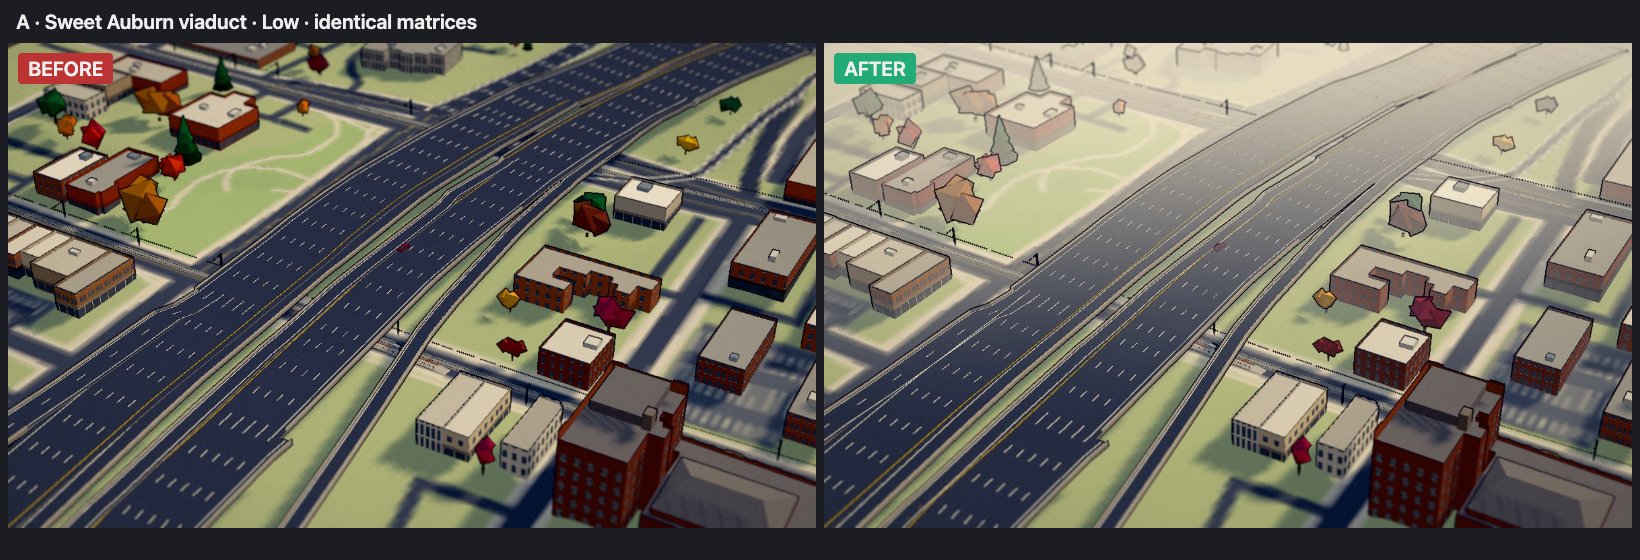 A · Sweet Auburn viaduct · Low · identical matrices
BEFORE
AFTER